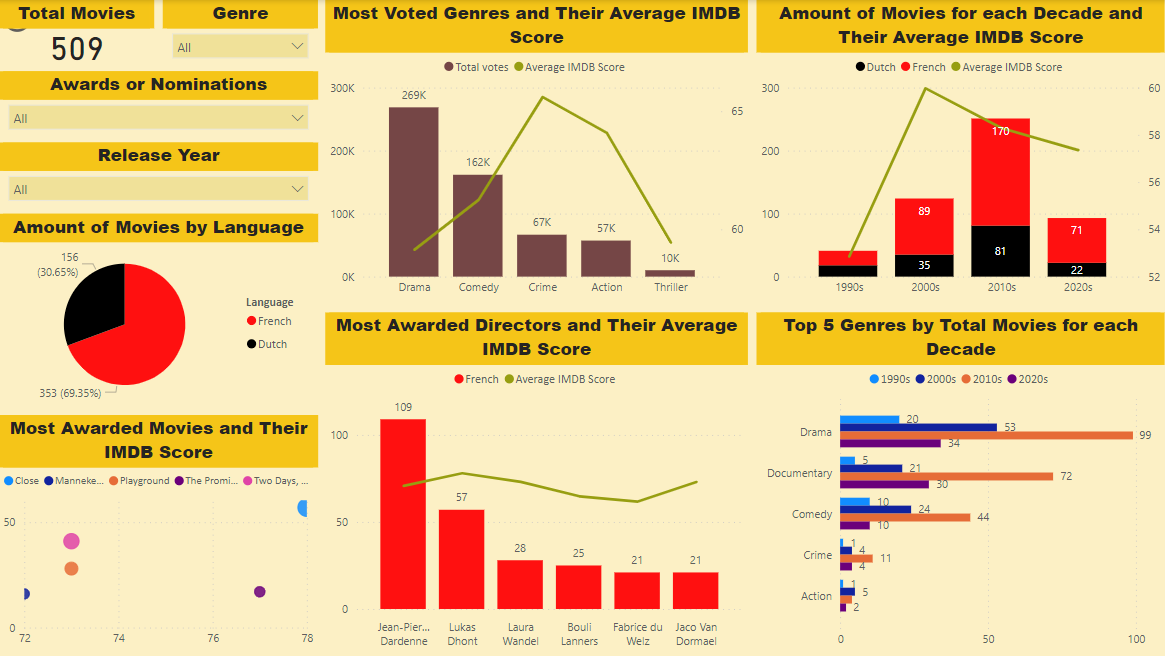 Total Movies
509
Genre
All
Awards or Nominations
All
Release Year
All
Amount of Movies by Language
156
(30.65%)
353 (69.35%)
Language
French
Dutch
Most Awarded Movies and Their
IMDB Score
Close Manneke... Playground The Promi... Two Days, ...
50
0
72 74 76 78
Most Voted Genres and Their Average IMDB
Score
Total votes Average IMDB Score
300K
200K
100K
0K
269K
162K
67K
57K
10K
65
60
Drama Comedy Crime Action Thriller
Most Awarded Directors and Their Average
IMDB Score
French Average IMDB Score
100
50
0
109
57
28
25
21
21
Jean-Pier... Lukas Laura Bouli Fabrice du Jaco Van
Dardenne Dhont Wandel Lanners Welz Dormael
Amount of Movies for each Decade and
Their Average IMDB Score
Dutch French Average IMDB Score
300
200
100
0
89
35
170
81
71
22
60
58
56
54
52
1990s 2000s 2010s 2020s
Top 5 Genres by Total Movies for each
Decade
1990s 2000s 2010s 2020s
Drama
20
53
99
34
Documentary
5
21
72
30
Comedy
10
24
44
10
Crime
1
4
11
4
Action
1
5
2
0 50 100